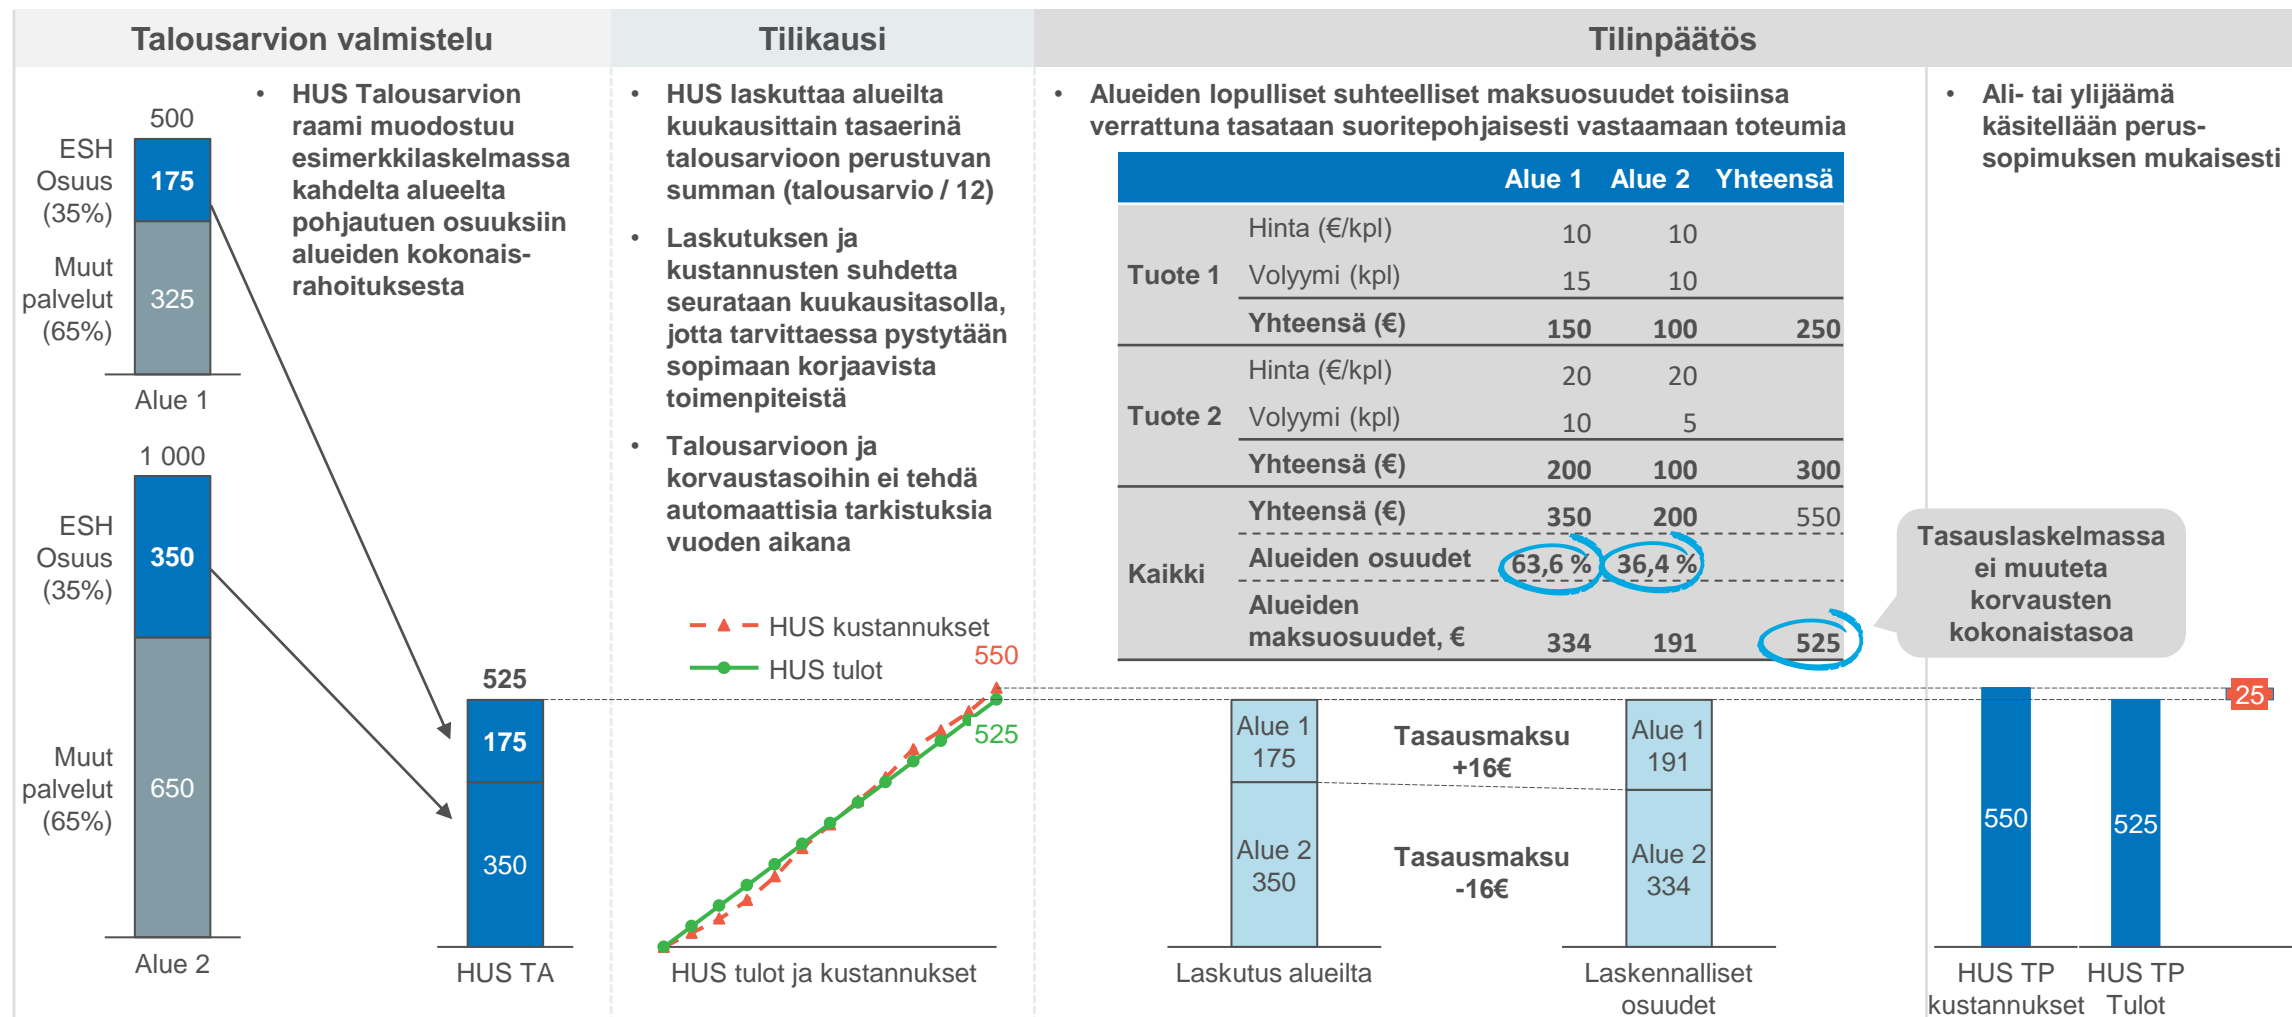 Talousarvion valmistelu
500
ESH
Osuus
(35%)
175
Muut
palvelut
(65%)
325
Alue 1
• HUS Talousarvion
raami muodostuu
esimerkkilaskelmassa
kahdelta alueelta
pohjautuen osuuksiin
alueiden kokonais-
rahoituksesta
1 000
ESH
Osuus
(35%)
350
Muut
palvelut
(65%)
650
Alue 2
525
175
350
HUS TA
Tilikausi
• HUS laskuttaa alueilta
kuukausittain tasaerinä
talousarvioon perustuvan
summan (talousarvio / 12)
• Laskutuksen ja
kustannusten suhdetta
seurataan kuukausitasolla,
jotta tarvittaessa pystytään
sopimaan korjaavista
toimenpiteistä
• Talousarvioon ja
korvaustasoihin ei tehdä
automaattisia tarkistuksia
vuoden aikana
HUS kustannukset
HUS tulot
550
525
HUS tulot ja kustannukset
Tilinpäätös
• Alueiden lopulliset suhteelliset maksuosuudet toisiinsa
verrattuna tasataan suoritepohjaisesti vastaamaan toteumia
Alue 1 Alue 2 Yhteensä
Tuote 1
Hinta (€/kpl) 10 10
Volyymi (kpl) 15 10
Yhteensä (€) 150 100 250
Tuote 2
Hinta (€/kpl) 20 20
Volyymi (kpl) 10 5
Yhteensä (€) 200 100 300
Kaikki
Yhteensä (€) 350 200 550
Alueiden osuudet 63,6 % 36,4 %
Alueiden
maksuosuudet, € 334 191 525
Tasauslaskelmassa
ei muuteta
korvausten
kokonaistasoa
Alue 1
175
Alue 2
350
Laskutus alueilta
Tasausmaksu
+16€
Tasausmaksu
-16€
Alue 1
191
Alue 2
334
Laskennalliset
osuudet
• Ali- tai ylijäämä
käsitellään perus-
sopimuksen mukaisesti
25
550
525
HUS TP
kustannukset
HUS TP
Tulot